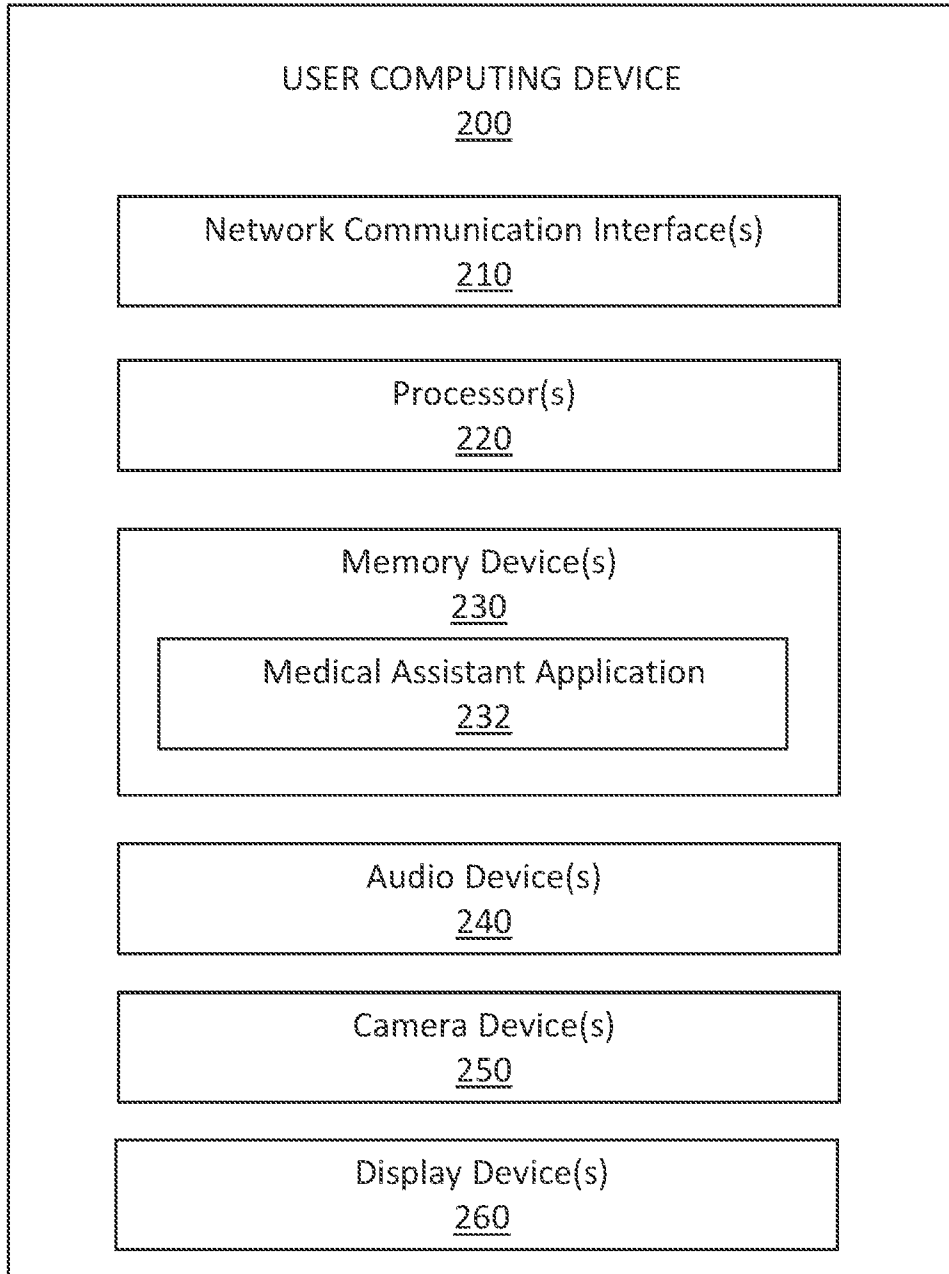 USER COMPUTING DEVICE
200
Network Communication Interface(s)
210
Processor(s)
220
Memory Device(s)
230
Medical Assistant Application
232
Audio Device(s)
240
Camera Device(s)
250
Display Device(s)
260